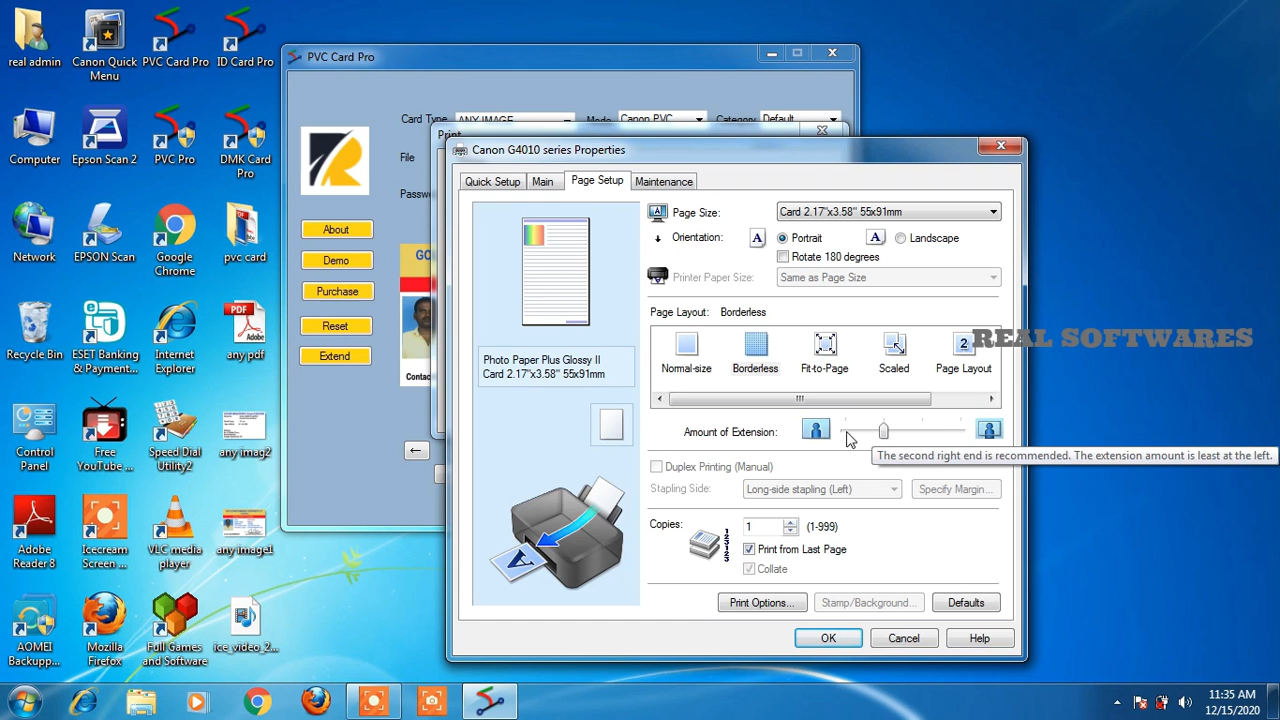 real admin
Canon Quick Menu
PVC Card Pro
ID Card Pro
Computer
Epson Scan 2
PVC Pro
DMK Card Pro
Network
EPSON Scan
Google Chrome
pvc card
Recycle Bin
ESET Banking & Payment...
Internet Explorer
any pdf
Control Panel
Free YouTube ...
Speed Dial Utility2
any imag2
Adobe Reader 8
Icecream Screen ...
VLC media player
any image1
AOMEI Backupp...
Mozilla Firefox
Full Games and Software
ice_video_2...
PVC Card Pro
Card Type
ANY IMAGE
Mode
Canon PVC
Category
Default
File
Passwo
About
Demo
Purchase
Reset
Extend
GO
Contac
Print
Canon G4010 series Properties
Quick Setup
Main
Page Setup
Maintenance
Photo Paper Plus Glossy II
Card 2.17"x3.58" 55x91mm
Page Size:
Card 2.17"x3.58" 55x91mm
Orientation:
A
Portrait
A
Landscape
Rotate 180 degrees
Printer Paper Size:
Same as Page Size
Page Layout:
Borderless
Normal-size
Borderless
Fit-to-Page
Scaled
2
Page Layout
REAL SOFTWARES
Amount of Extension:
The second right end is recommended. The extension amount is least at the left.
Duplex Printing (Manual)
Stapling Side:
Long-side stapling (Left)
Specify Margin...
Copies:
1
(1-999)
Print from Last Page
Collate
Print Options...
Stamp/Background...
Defaults
OK
Cancel
Help
11:35 AM
12/15/2020